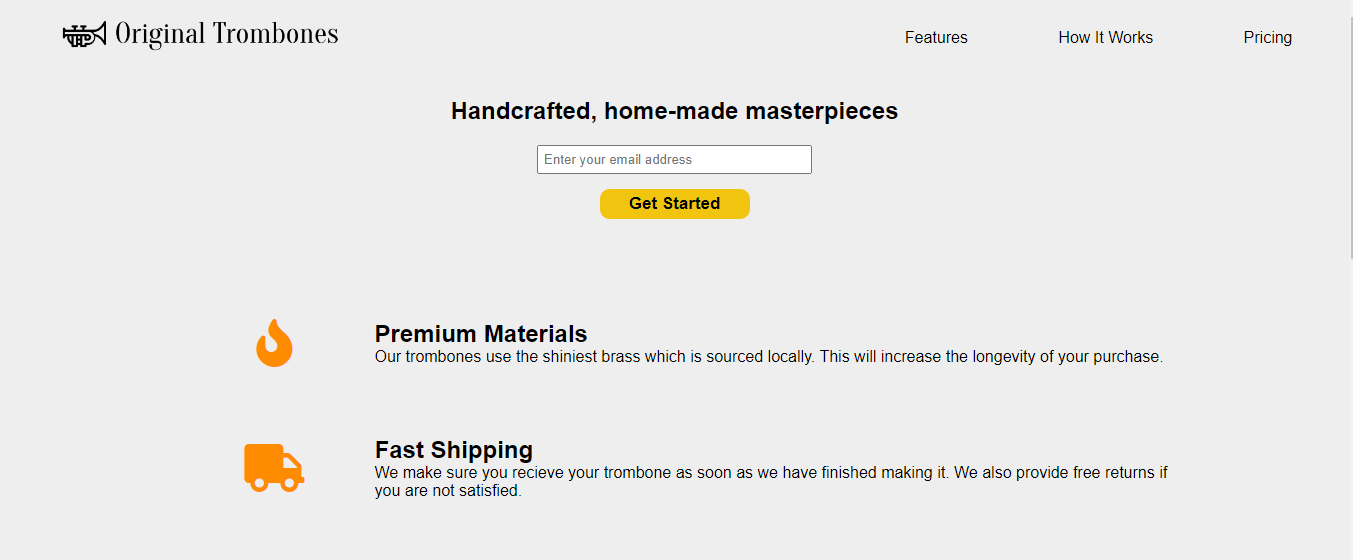 Original Trombones
Features
How It Works
Pricing
Handcrafted, home-made masterpieces
Enter your email address
Get Started
Premium Materials
Our trombones use the shiniest brass which is sourced locally. This will increase the longevity of your purchase.
Fast Shipping
We make sure you recieve your trombone as soon as we have finished making it. We also provide free returns if
you are not satisfied.